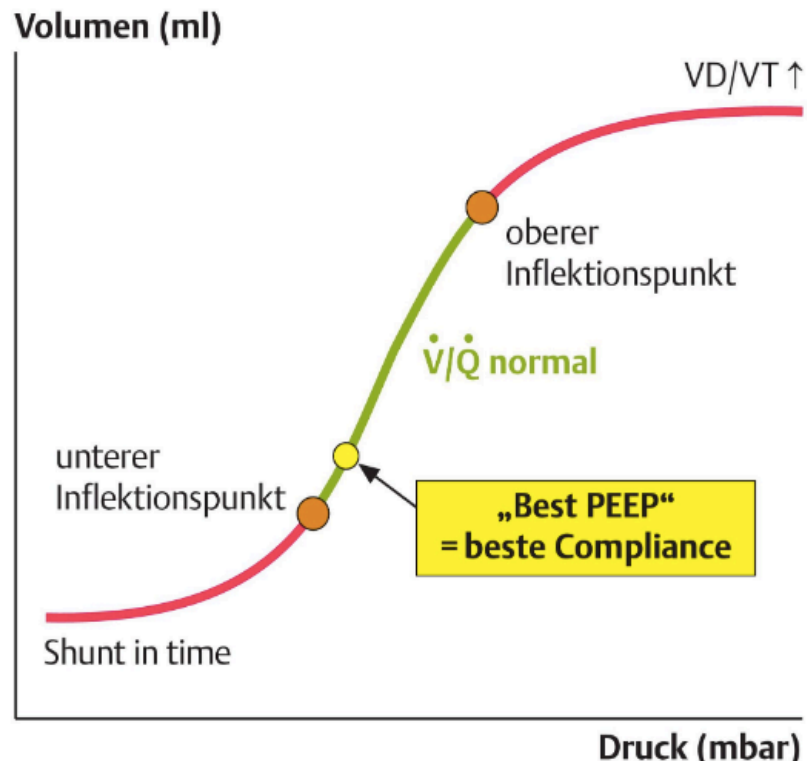 Volumen (ml)
VD/VT ↑
oberer
Inflektionspunkt
V̇/Q̇ normal
unterer
Inflektionspunkt
„Best PEEP“
= beste Compliance
Shunt in time
Druck (mbar)